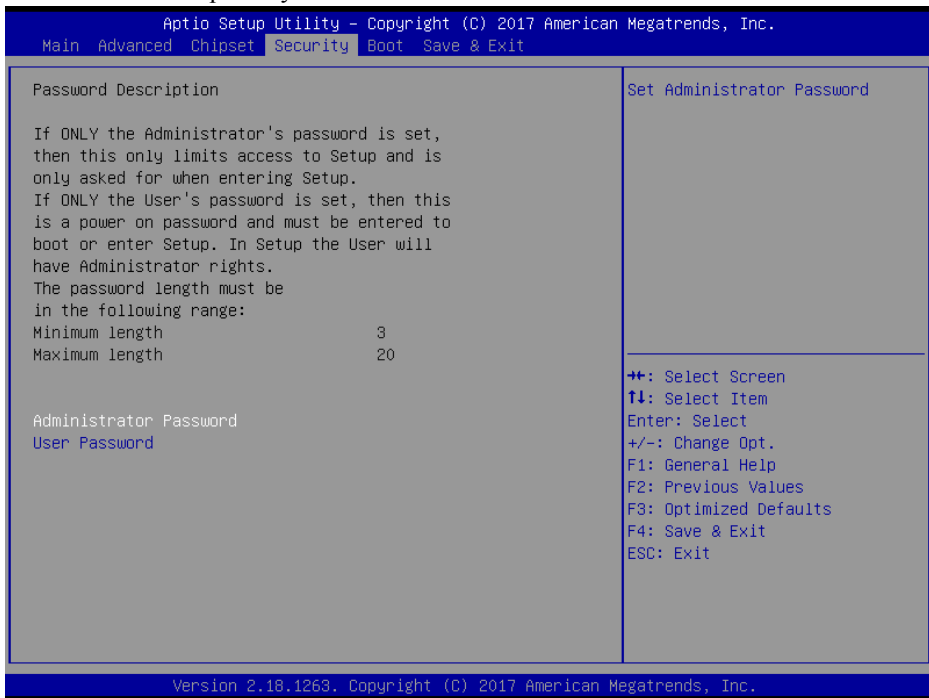 Aptio Setup Utility – Copyright (C) 2017 American Megatrends, Inc.
Main Advanced Chipset Security Boot Save & Exit
Password Description
If ONLY the Administrator's password is set,
then this only limits access to Setup and is
only asked for when entering Setup.
If ONLY the User's password is set, then this
is a power on password and must be entered to
boot or enter Setup. In Setup the User will
have Administrator rights.
The password length must be
in the following range:
Minimum length 3
Maximum length 20
Administrator Password
User Password
Set Administrator Password
→←: Select Screen
↑↓: Select Item
Enter: Select
+/-: Change Opt.
F1: General Help
F2: Previous Values
F3: Optimized Defaults
F4: Save & Exit
ESC: Exit
Version 2.18.1263. Copyright (C) 2017 American Megatrends, Inc.